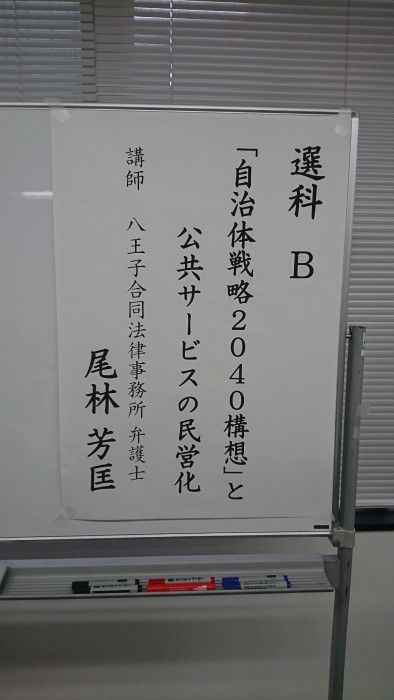 選科 B
「自治体戦略2040構想」と
公共サービスの民営化
講師 八王子合同法律事務所 弁護士
尾林 芳匡